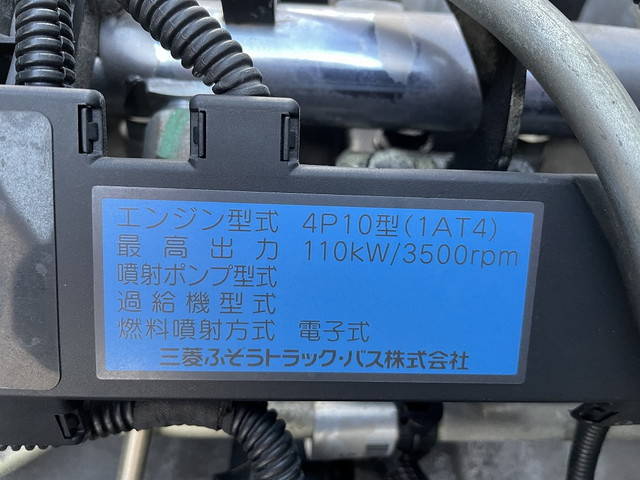 エンジン型式 4P10型(1AT4)
最高出力 110kW/3500rpm
噴射ポンプ型式
過給機型式
燃料噴射方式 電子式
三菱ふそうトラック・バス株式会社